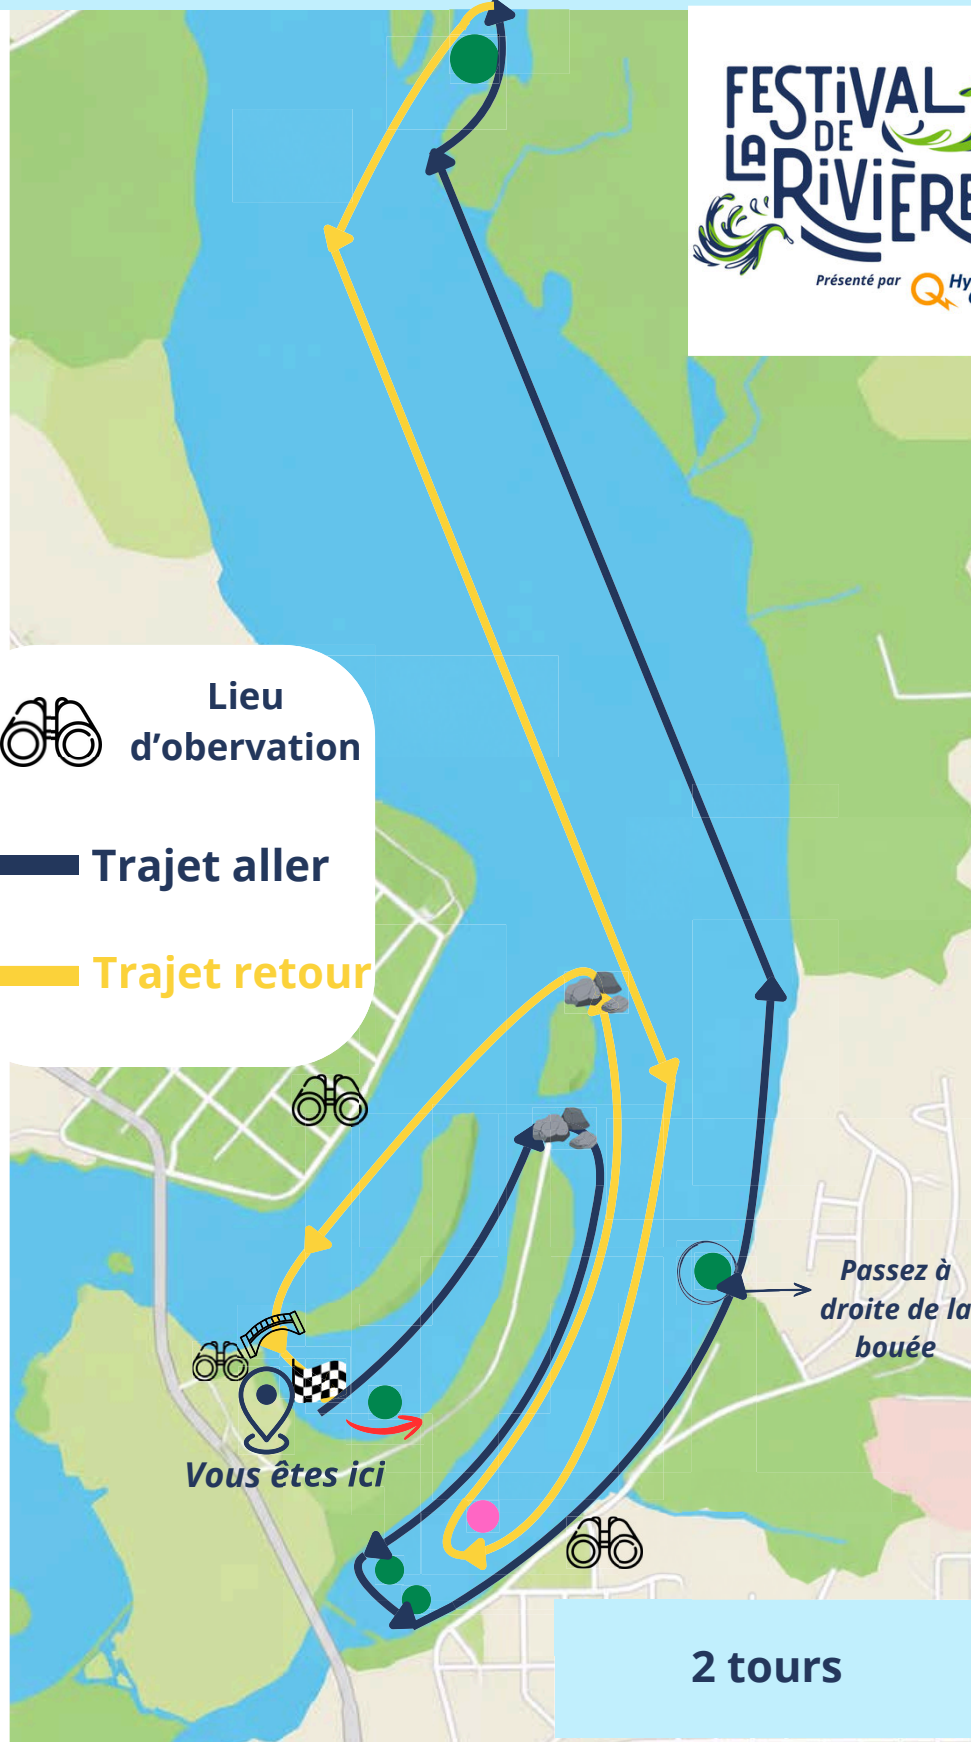 FESTiVAL
DE
LA
RiVIÈRE
Présenté par
Hy
Lieu
d'obervation
Trajet aller
Trajet retour
Passez à
droite de la
bouée
Vous êtes ici
2 tours